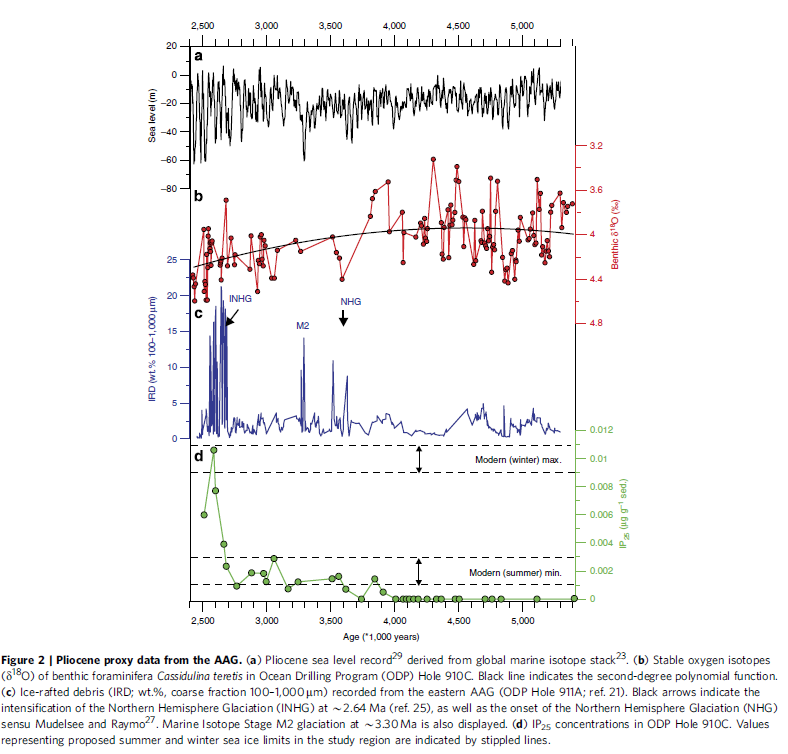 2,500 3,000 3,500 4,000 4,500 5,000
20
0
−20
−40
−60
−80
Sea level (m)
a
3.2
3.6
4
4.4
4.8
Benthic δ18O (‰)
b
25
20
15
10
5
0
IRD (wt.% 100–1,000 µm)
c
INHG
NHG
M2
0.012
0.01
0.008
0.006
0.004
0.002
0
IP25 (µg g−1 sed.)
d
Modern (winter) max.
Modern (summer) min.
2,500 3,000 3,500 4,000 4,500 5,000
Age (*1,000 years)
Figure 2 | Pliocene proxy data from the AAG. (a) Pliocene sea level record29 derived from global marine isotope stack23. (b) Stable oxygen isotopes
(δ18O) of benthic foraminifera Cassidulina teretis in Ocean Drilling Program (ODP) Hole 910C. Black line indicates the second-degree polynomial function.
(c) Ice-rafted debris (IRD; wt.%, coarse fraction 100–1,000 µm) recorded from the eastern AAG (ODP Hole 911A; ref. 21). Black arrows indicate the
intensification of the Northern Hemisphere Glaciation (INHG) at ~2.64 Ma (ref. 25), as well as the onset of the Northern Hemisphere Glaciation (NHG)
sensu Mudelsee and Raymo27. Marine Isotope Stage M2 glaciation at ~3.30 Ma is also displayed. (d) IP25 concentrations in ODP Hole 910C. Values
representing proposed summer and winter sea ice limits in the study region are indicated by stippled lines.